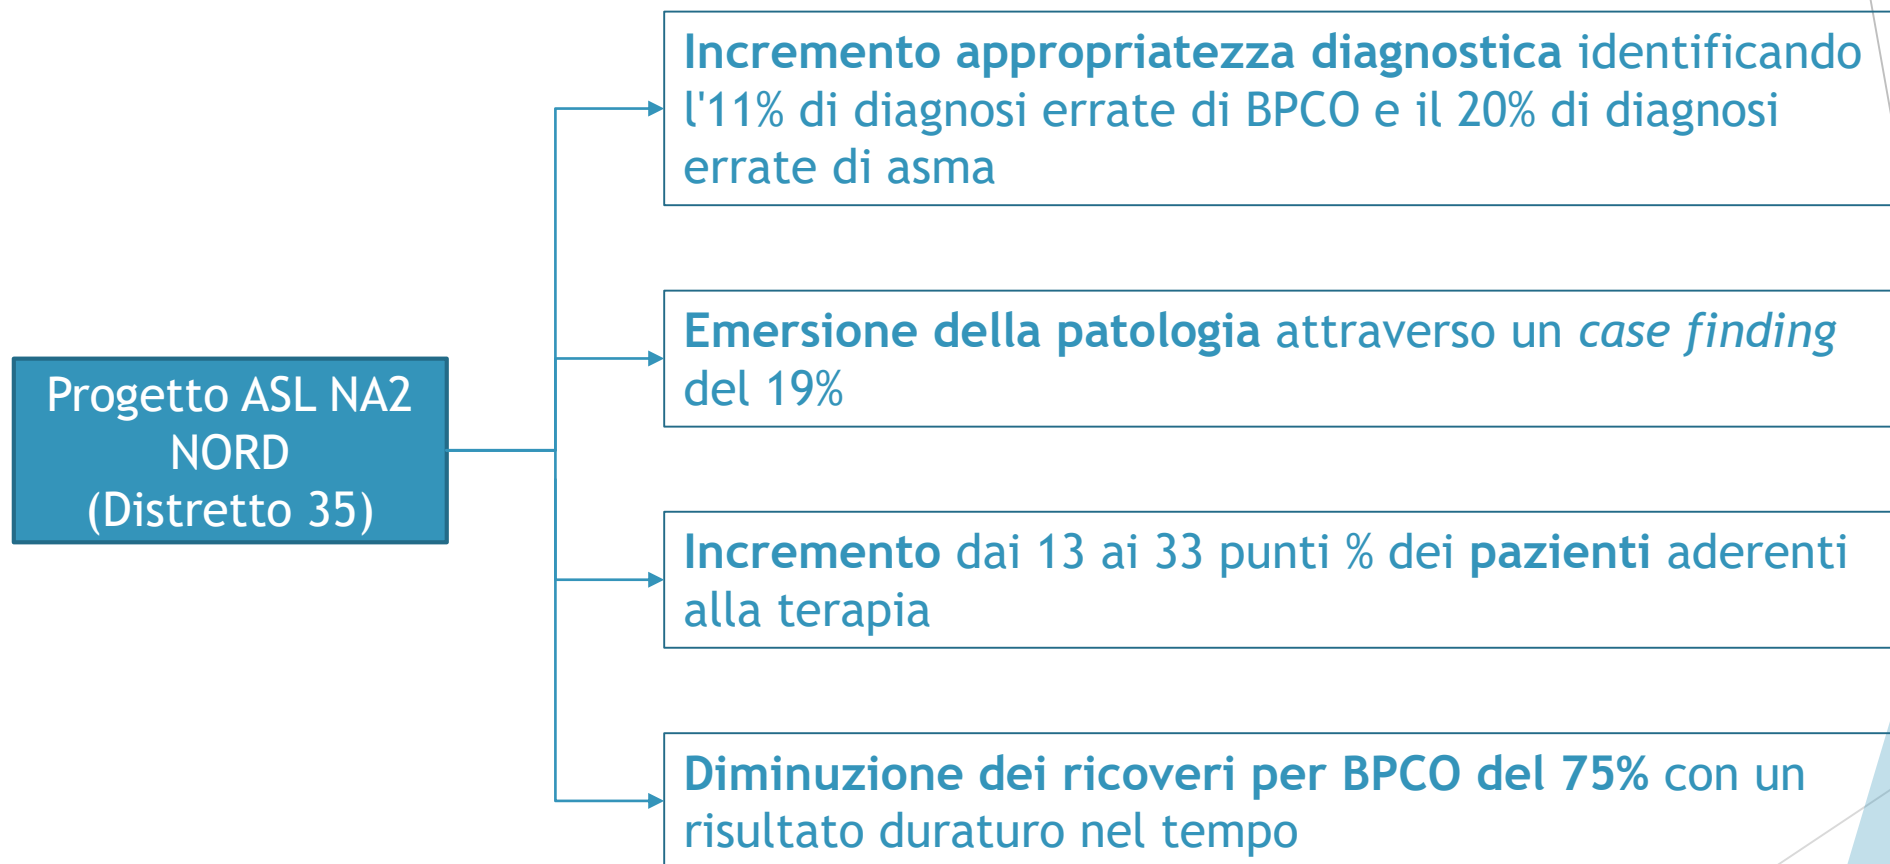 Progetto ASL NA2
NORD
(Distretto 35)
Incremento appropriatezza diagnostica identificando
l'11% di diagnosi errate di BPCO e il 20% di diagnosi
errate di asma
Emersione della patologia attraverso un case finding
del 19%
Incremento dai 13 ai 33 punti % dei pazienti aderenti
alla terapia
Diminuzione dei ricoveri per BPCO del 75% con un
risultato duraturo nel tempo